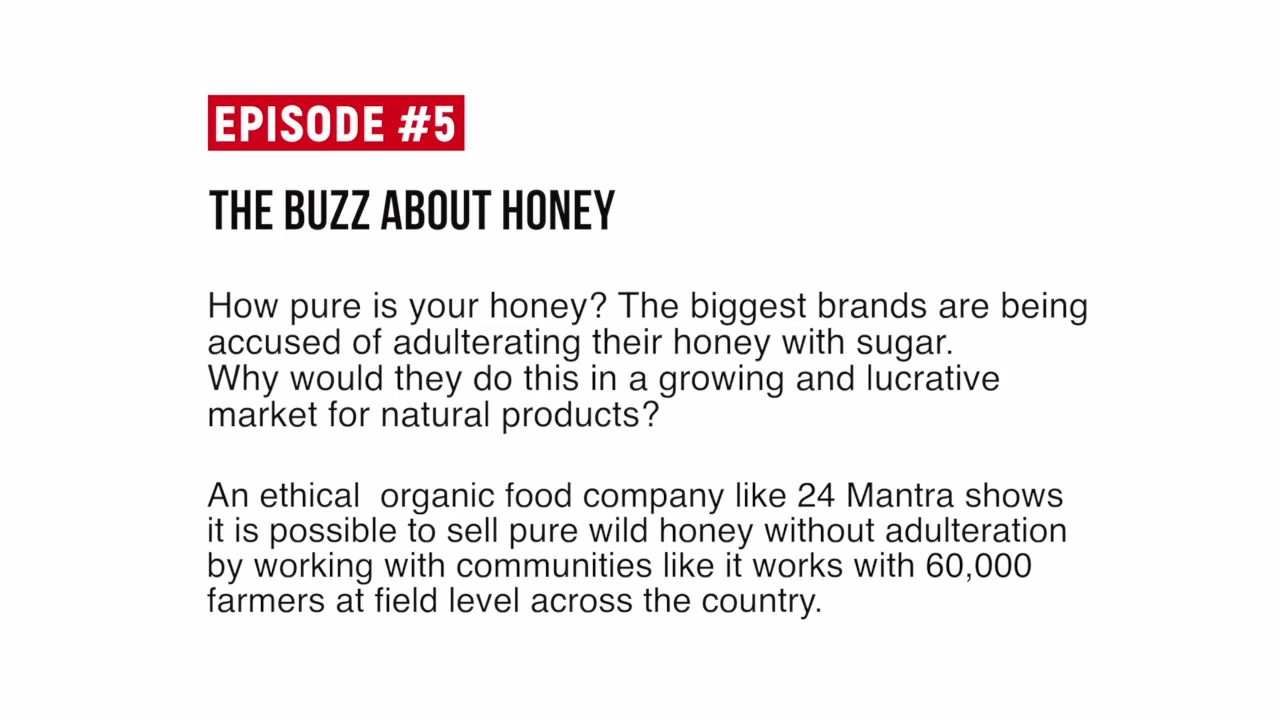 EPISODE #5
THE BUZZ ABOUT HONEY
How pure is your honey? The biggest brands are being
accused of adulterating their honey with sugar.
Why would they do this in a growing and lucrative
market for natural products?
An ethical  organic food company like 24 Mantra shows
it is possible to sell pure wild honey without adulteration
by working with communities like it works with 60,000
farmers at field level across the country.